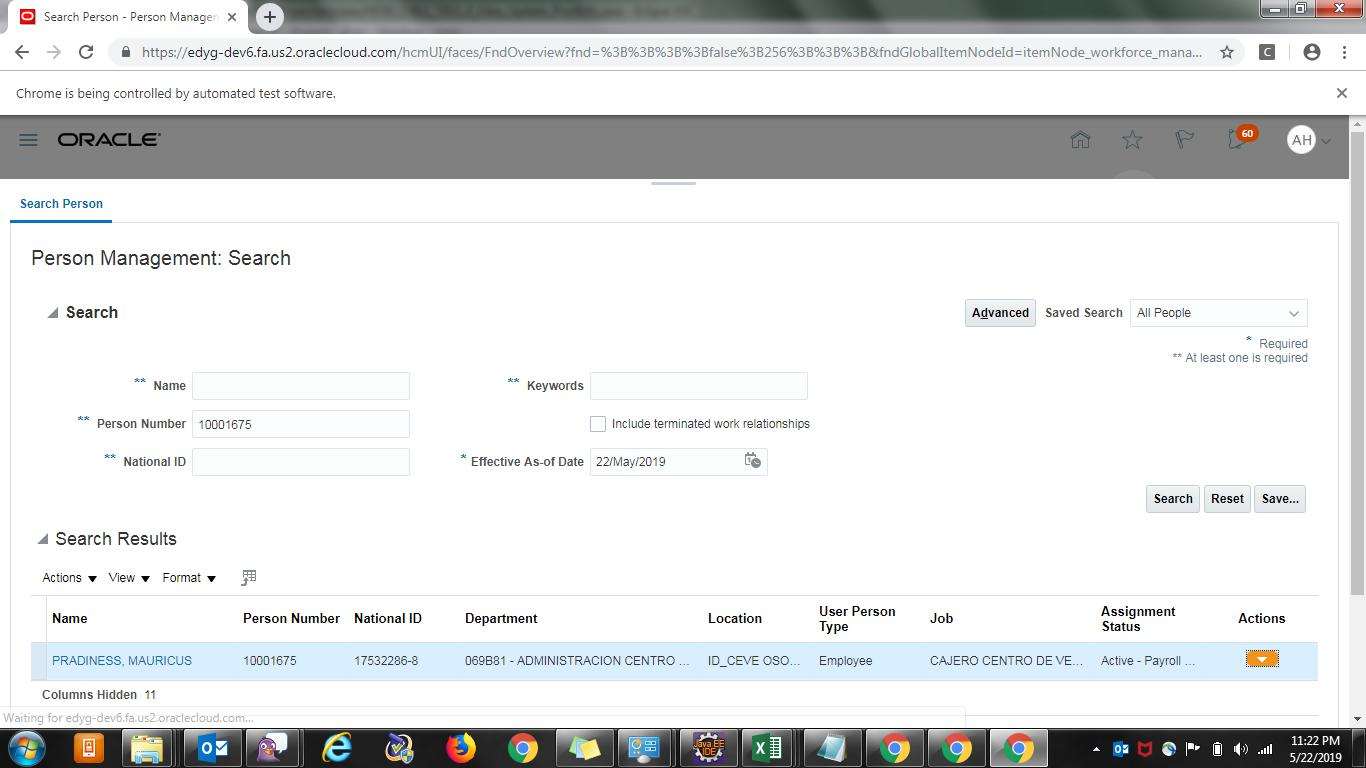 Search Person - Person Managen
https://edyg-dev6.fa.us2.oraclecloud.com/hcmUI/faces/FndOverview?fnd=%3B%3B%3B%3Bfalse%3B256%3B%3B%3B&fndGlobalItemNodeId=itemNode_workforce_mana...
C
Chrome is being controlled by automated test software.
ORACLE
60
AH
Search Person
Person Management: Search
Search
Advanced Saved Search All People
* Required
** At least one is required
** Name ** Keywords
** Person Number 10001675 Include terminated work relationships
** National ID * Effective As-of Date 22/May/2019
Search Reset Save...
Search Results
Actions View Format
Name Person Number National ID Department Location User Person Type Job Assignment Status Actions
PRADINESS, MAURICUS 10001675 17532286-8 069B81 - ADMINISTRACION CENTRO ... ID_CEVE OSO... Employee CAJERO CENTRO DE VE... Active - Payroll ...
Columns Hidden 11
Waiting for edyg-dev6.fa.us2.oraclecloud.com...
Java EE
IDE
11:22 PM
5/22/2019